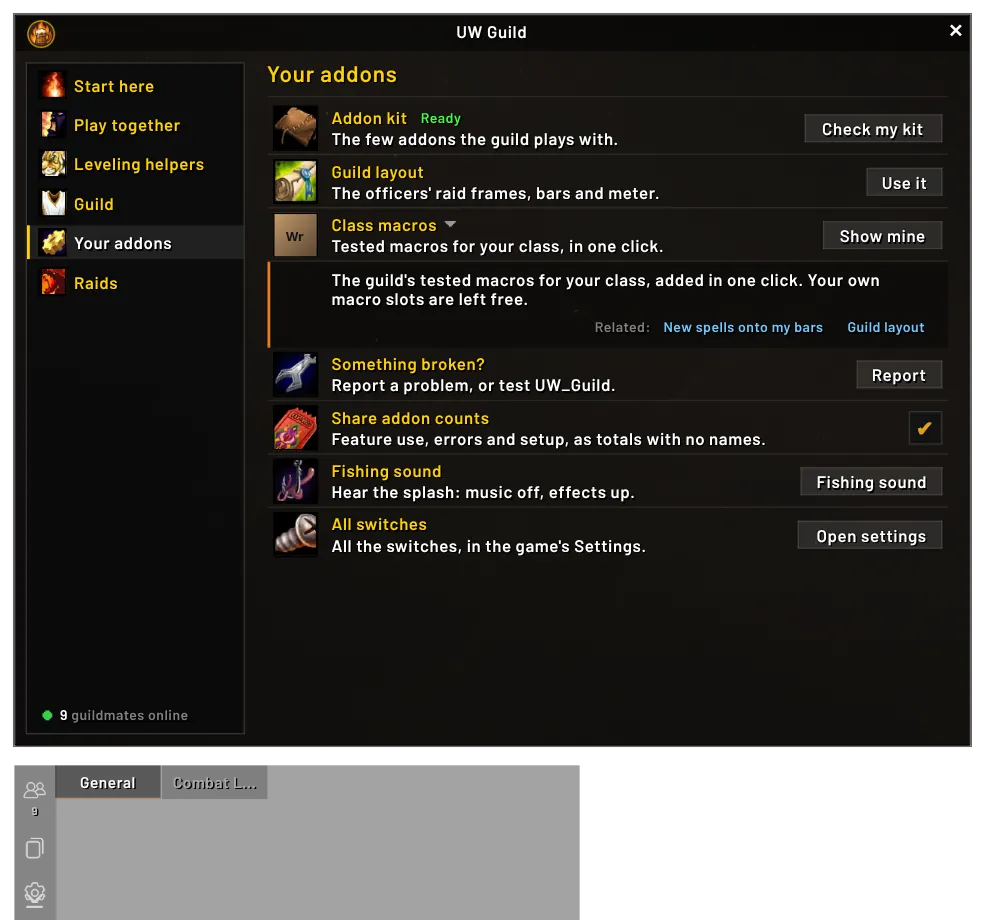 UW Guild
Start here
Play together
Leveling helpers
Guild
Your addons
Raids
9 guildmates online
Your addons
Addon kit Ready
The few addons the guild plays with.
Check my kit
Guild layout
The officers' raid frames, bars and meter.
Use it
Wr
Class macros
Tested macros for your class, in one click.
Show mine
The guild's tested macros for your class, added in one click. Your own
macro slots are left free.
Related: New spells onto my bars Guild layout
Something broken?
Report a problem, or test UW_Guild.
Report
Share addon counts
Feature use, errors and setup, as totals with no names.
Fishing sound
Hear the splash: music off, effects up.
Fishing sound
All switches
All the switches, in the game's Settings.
Open settings
General
Combat L...
9